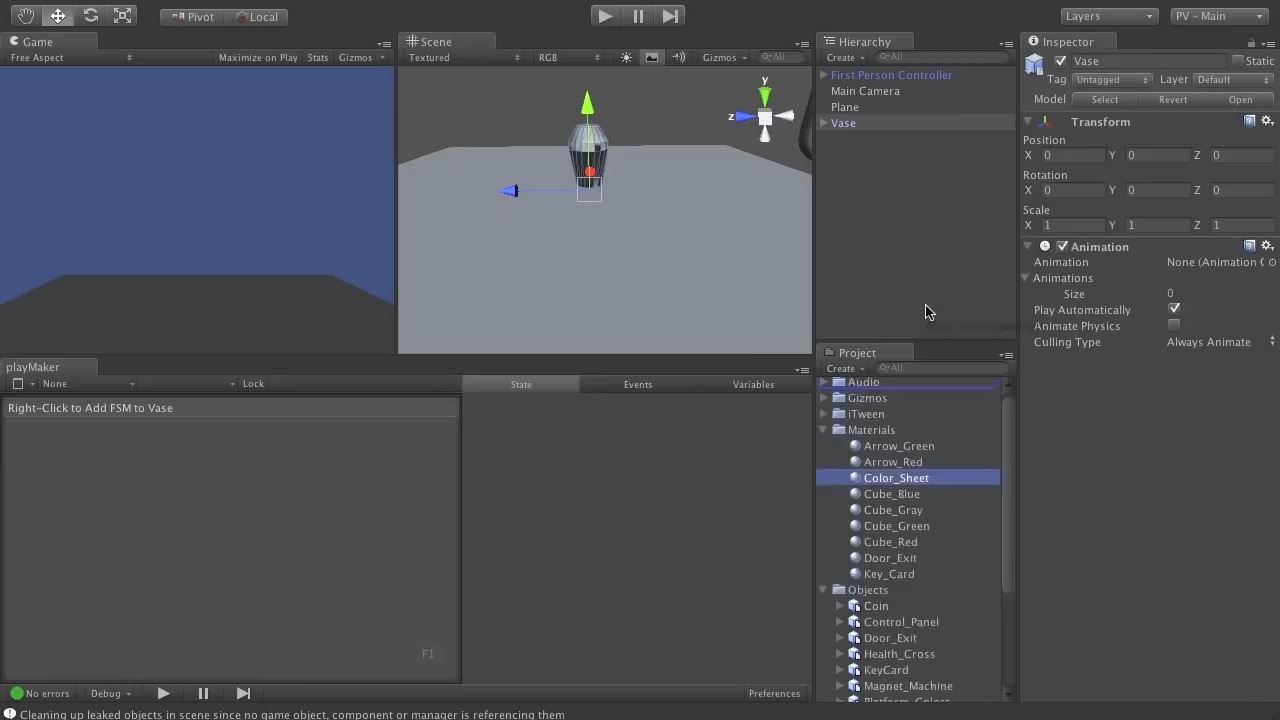 Pivot
Local
Layers
PV - Main
Game
Free Aspect
Maximize on Play
Stats
Gizmos
Scene
Textured
RGB
Gizmos
All
y
z
Hierarchy
Create
All
First Person Controller
Main Camera
Plane
Vase
Inspector
Vase
Static
Tag Untagged
Layer Default
Model
Select
Revert
Open
Transform
Position
X 0 Y 0 Z 0
Rotation
X 0 Y 0 Z 0
Scale
X 1 Y 1 Z 1
Animation
Animation None (Animation C
Animations
Size 0
Play Automatically
Animate Physics
Culling Type Always Animate
playMaker
None
Lock
State
Events
Variables
Right-Click to Add FSM to Vase
F1
No errors
Debug
Preferences
Project
Create
All
Audio
Gizmos
iTween
Materials
Arrow_Green
Arrow_Red
Color_Sheet
Cube_Blue
Cube_Gray
Cube_Green
Cube_Red
Door_Exit
Key_Card
Objects
Coin
Control_Panel
Door_Exit
Health_Cross
KeyCard
Magnet_Machine
Cleaning up leaked objects in scene since no game object, component or manager is referencing them